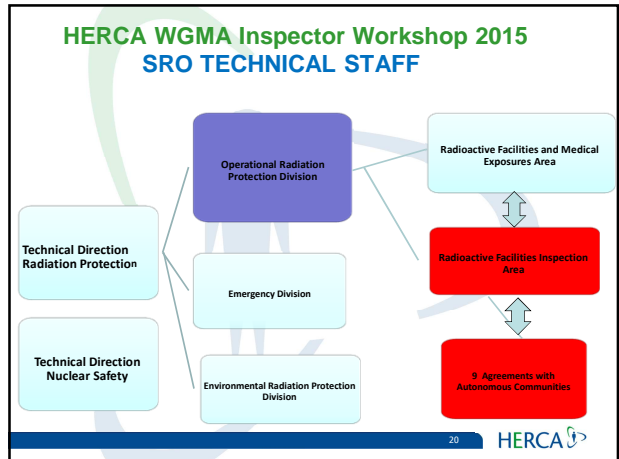 HERCA WGMA Inspector Workshop 2015
SRO TECHNICAL STAFF
Technical Direction
Radiation Protection
Technical Direction
Nuclear Safety
Operational Radiation
Protection Division
Emergency Division
Environmental Radiation Protection
Division
Radioactive Facilities and Medical
Exposures Area
Radioactive Facilities Inspection
Area
9 Agreements with
Autonomous Communities
20
HERCA